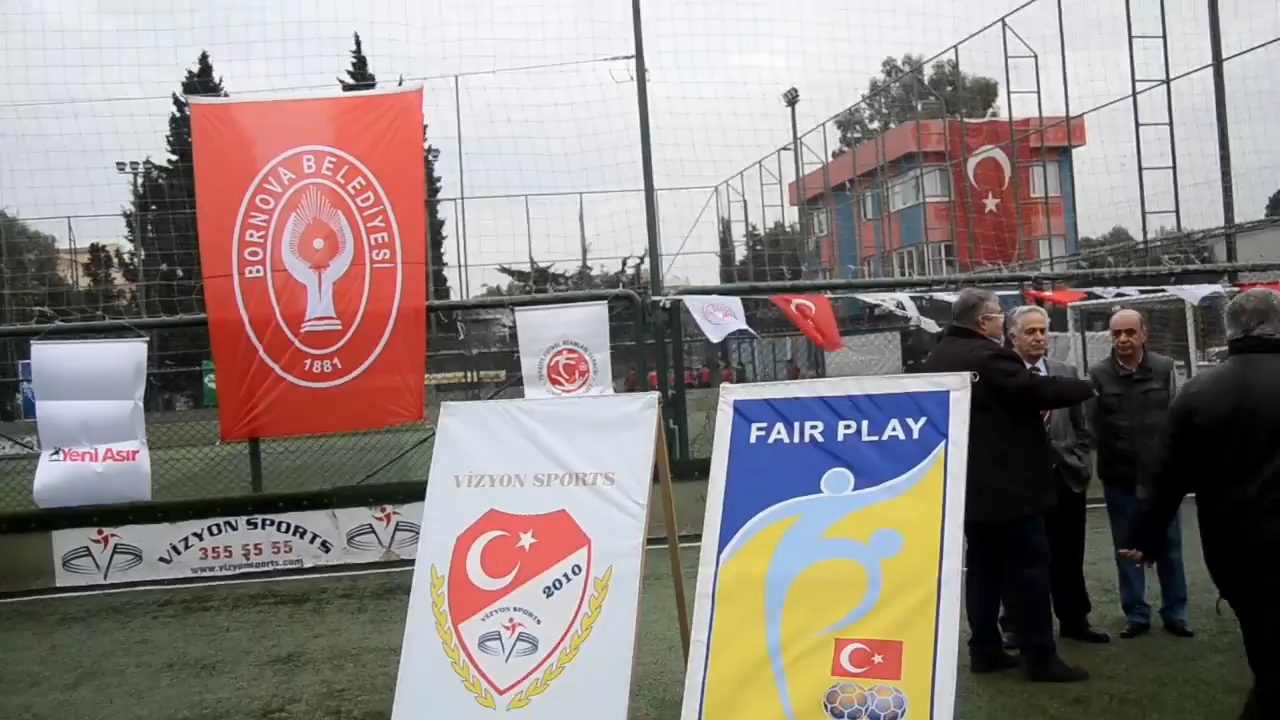 BORNOVA BELEDİYESİ
1881
Yeni Asır
VİZYON SPORTS
355 55 55
www.vizyonsports.com
VİZYON SPORTS
2010
VİZYON SPORTS
FAIR PLAY